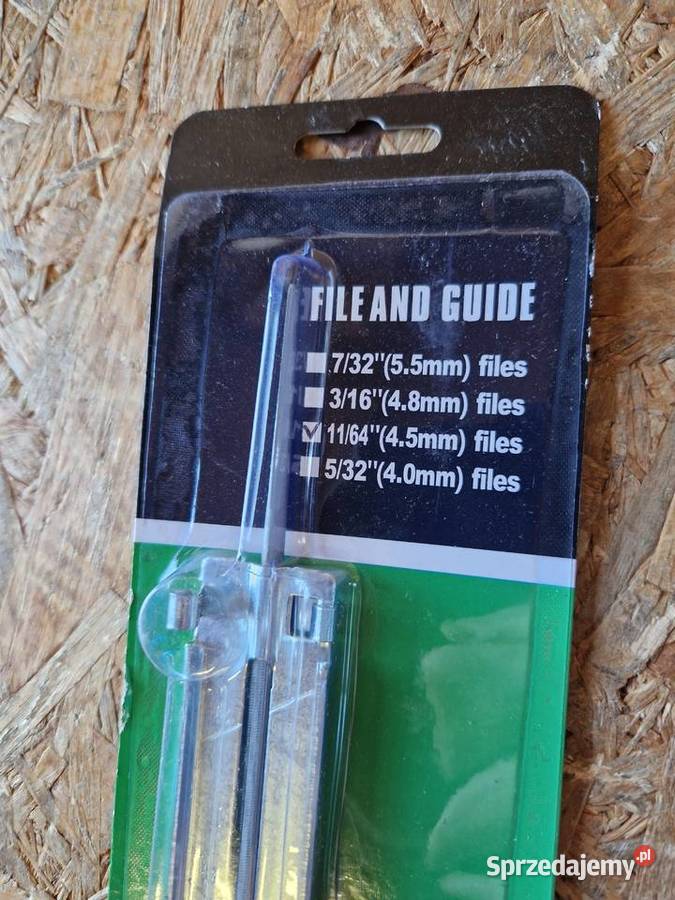 FILE AND GUIDE
7/32"(5.5mm) files
3/16"(4.8mm) files
11/64"(4.5mm) files
5/32"(4.0mm) files
Sprzedajemy.pl